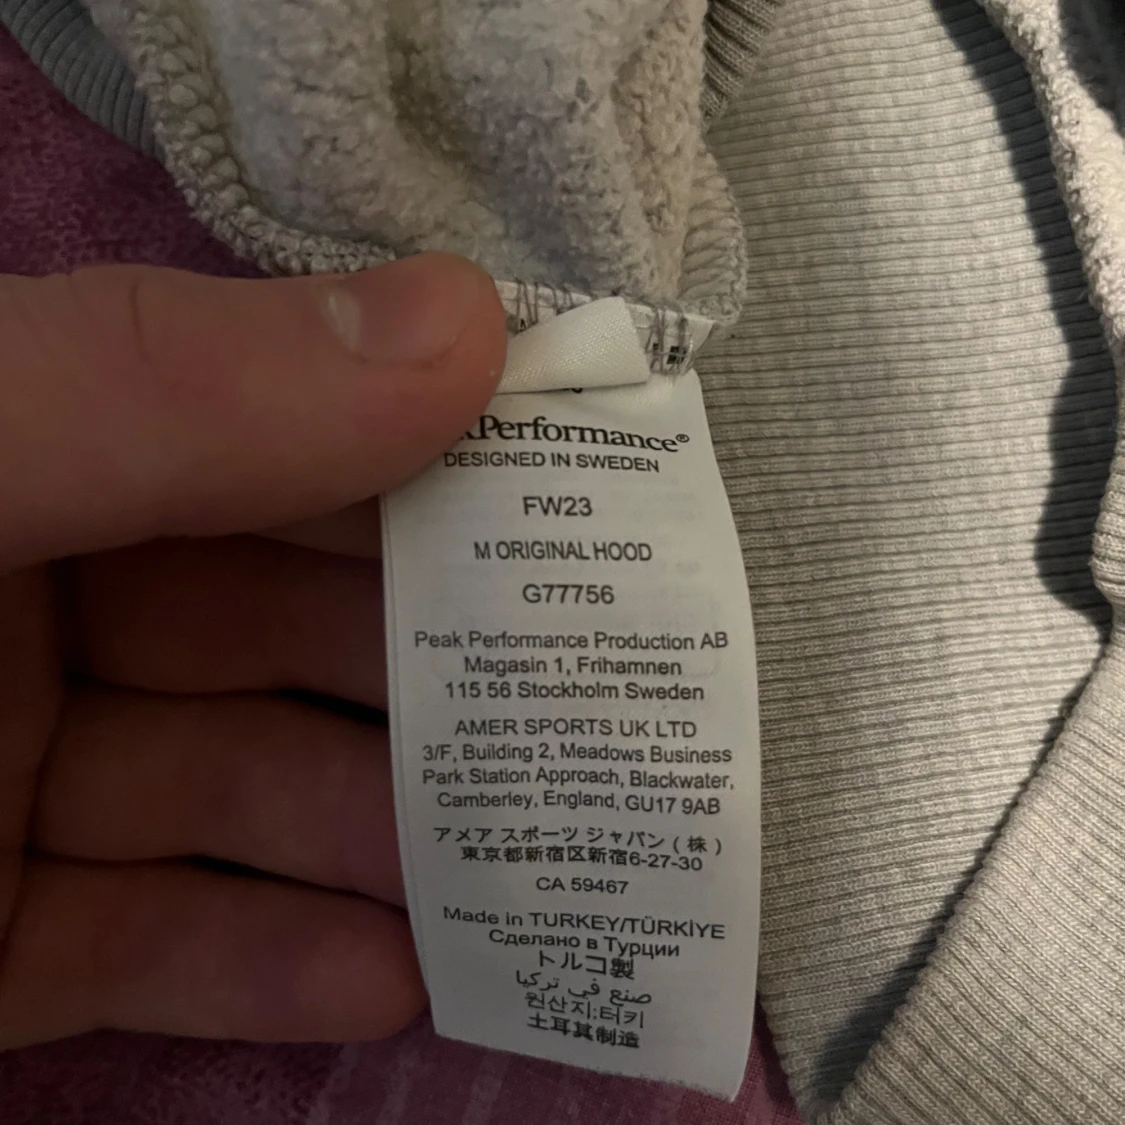 kPerformance®
DESIGNED IN SWEDEN
FW23
M ORIGINAL HOOD
G77756
Peak Performance Production AB
Magasin 1, Frihamnen
115 56 Stockholm Sweden
AMER SPORTS UK LTD
3/F, Building 2, Meadows Business
Park Station Approach, Blackwater,
Camberley, England, GU17 9AB
アメア スポーツ ジャパン ( 株 )
東京都新宿区新宿6-27-30
CA 59467
Made in TURKEY/TÜRKİYE
Сделано в Турции
トルコ製
صنع في تركيا
원산지:터키
土耳其制造